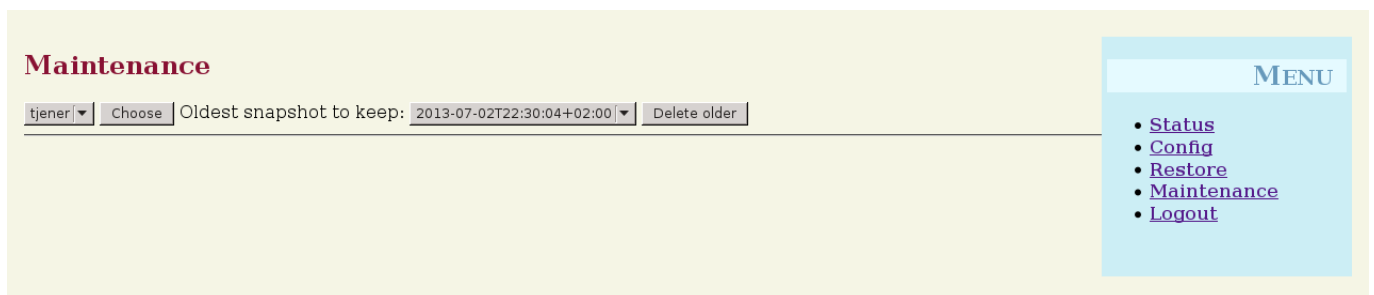 Maintenance
tjener Choose Oldest snapshot to keep: 2013-07-02T22:30:04+02:00 Delete older
MENU
Status
Config
Restore
Maintenance
Logout